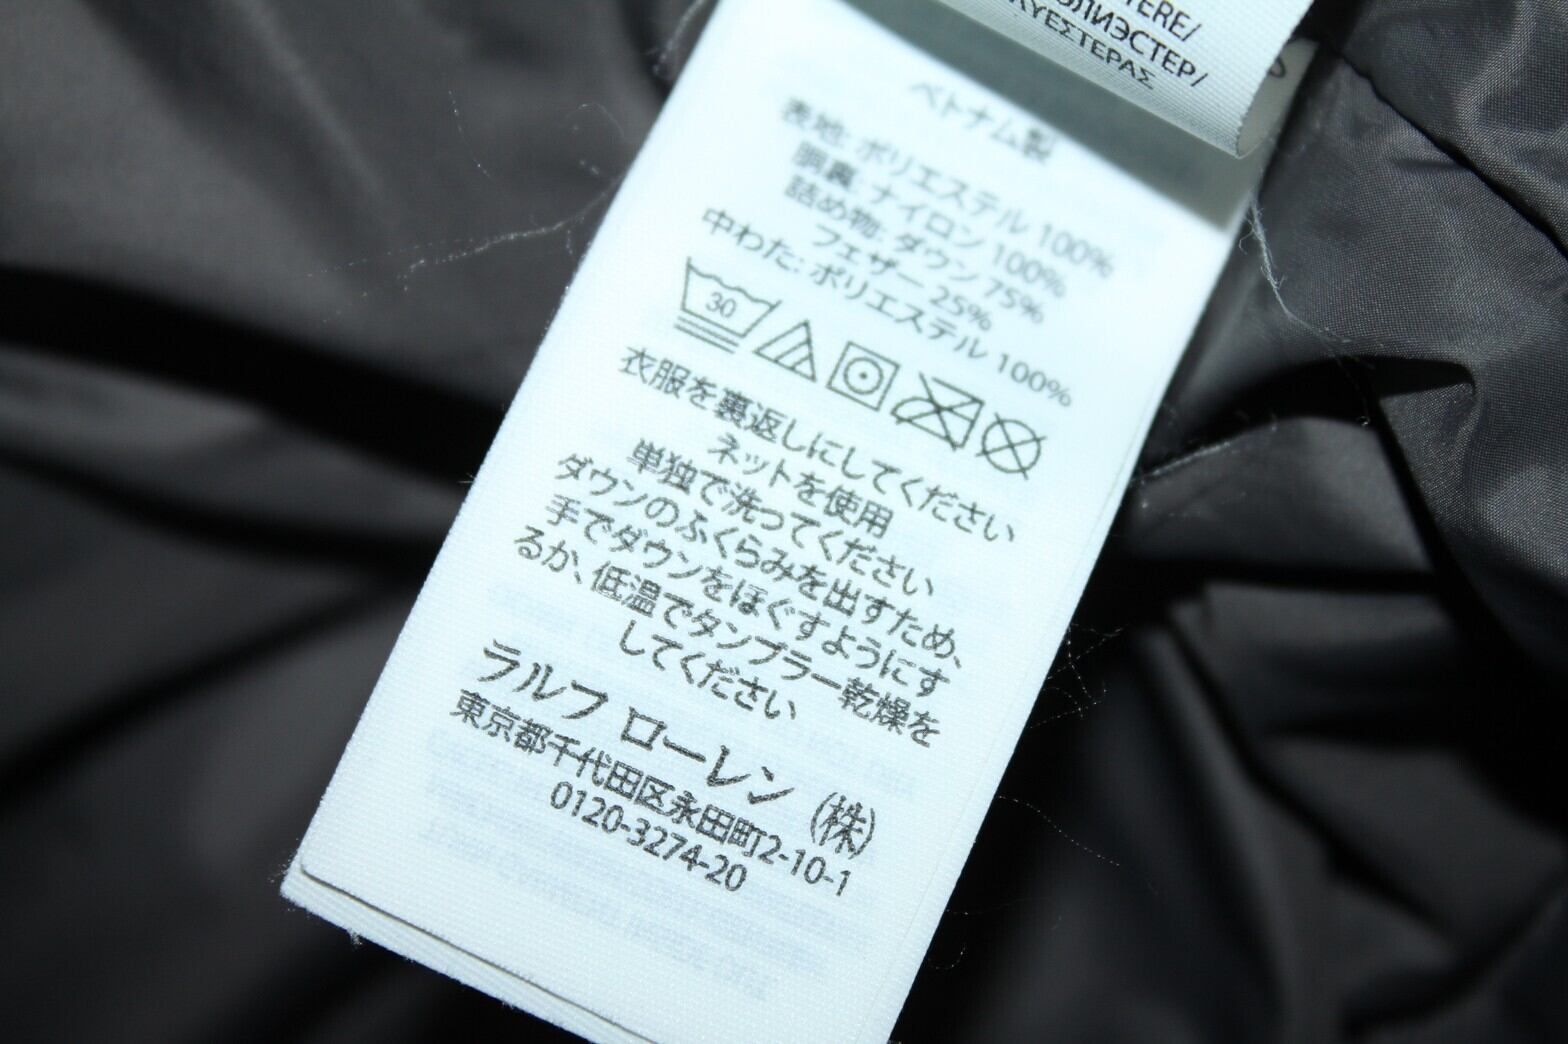 TERE/
ОЛИЭСТЕР/
ΡΥΕΣΤΕΡΑΣ
ベトナム製
表地: ポリエステル 100%
胴裏: ナイロン 100%
詰め物: ダウン 75%
フェザー 25%
中わた: ポリエステル 100%
30
衣服を裏返しにしてください
ネットを使用
単独で洗ってください
ダウンのふくらみを出すため、
手でダウンをほぐすようにす
るか、低温でタンブラー乾燥を
してください
ラルフ ローレン (株)
東京都千代田区永田町2-10-1
0120-3274-20